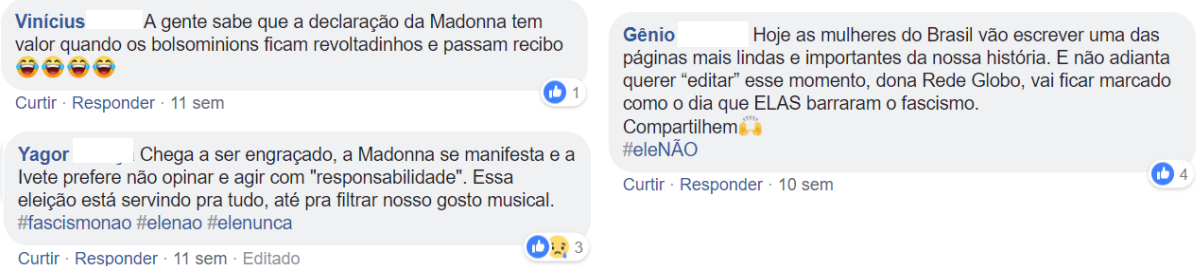 Vinícius A gente sabe que a declaração da Madonna tem
valor quando os bolsominions ficam revoltadinhos e passam recibo
😂😂😂😂
Curtir · Responder · 11 sem
1
Yagor Chega a ser engraçado, a Madonna se manifesta e a
Ivete prefere não opinar e agir com "responsabilidade". Essa
eleição está servindo pra tudo, até pra filtrar nosso gosto musical.
#fascismonao #elenao #elenunca
3
Curtir · Responder · 11 sem · Editado
Gênio Hoje as mulheres do Brasil vão escrever uma das
páginas mais lindas e importantes da nossa história. E não adianta
querer “editar” esse momento, dona Rede Globo, vai ficar marcado
como o dia que ELAS barraram o fascismo.
Compartilhem🙌
#eleNÃO
4
Curtir · Responder · 10 sem